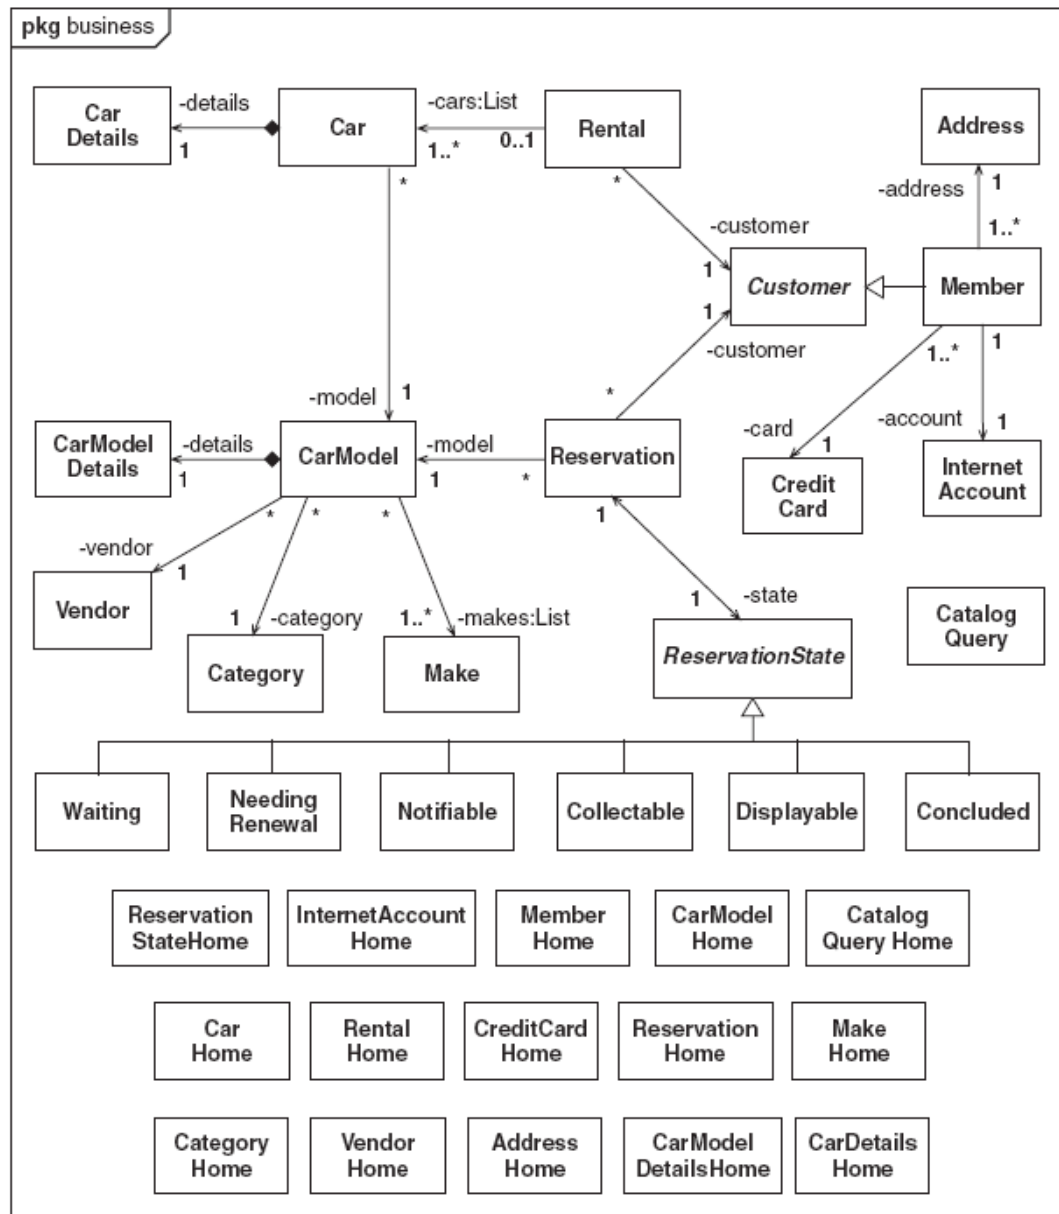 pkg business
Car
Details
-details
1
Car
-cars:List
1..*
0..1
Rental
Address
*
*
-address
1
1..*
-customer
1
Customer
Member
1
-customer
*
1..*
1
-model
1
-card
1
-account
1
CarModel
Details
-details
1
CarModel
-model
1
*
Reservation
Credit
Card
Internet
Account
*
*
*
1
-vendor
1
Vendor
1
-category
1..*
-makes:List
1
-state
Catalog
Query
Category
Make
ReservationState
Waiting
Needing
Renewal
Notifiable
Collectable
Displayable
Concluded
Reservation
StateHome
InternetAccount
Home
Member
Home
CarModel
Home
Catalog
Query Home
Car
Home
Rental
Home
CreditCard
Home
Reservation
Home
Make
Home
Category
Home
Vendor
Home
Address
Home
CarModel
DetailsHome
CarDetails
Home